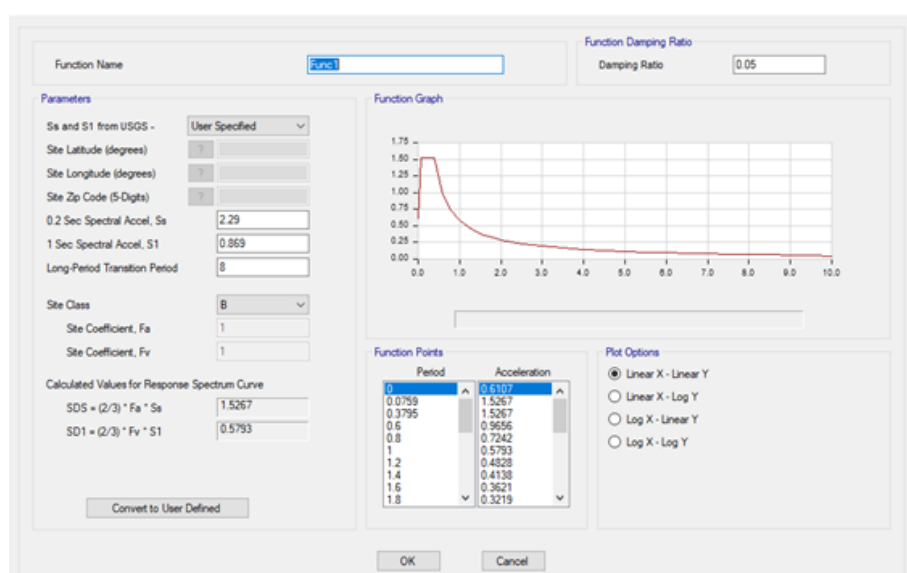 Function Damping Ratio
Function Name Func1
Damping Ratio 0.05
Parameters
Ss and S1 from USGS - User Specified
Site Latitude (degrees) ?
Site Longitude (degrees) ?
Site Zip Code (5-Digits) ?
0.2 Sec Spectral Accel, Ss 2.29
1 Sec Spectral Accel, S1 0.869
Long-Period Transition Period 8
Site Class B
Site Coefficient, Fa 1
Site Coefficient, Fv 1
Calculated Values for Response Spectrum Curve
SDS = (2/3) * Fa * Ss 1.5267
SD1 = (2/3) * Fv * S1 0.5793
Convert to User Defined
Function Graph
1.75
1.50
1.25
1.00
0.75
0.50
0.25
0.00
0.0 1.0 2.0 3.0 4.0 5.0 6.0 7.0 8.0 9.0 10.0
Function Points
Period Acceleration
0 0.6107
0.0759 1.5267
0.3795 1.5267
0.6 0.9656
0.8 0.7242
1 0.5793
1.2 0.4828
1.4 0.4138
1.6 0.3621
1.8 0.3219
Plot Options
Linear X - Linear Y
Linear X - Log Y
Log X - Linear Y
Log X - Log Y
OK Cancel